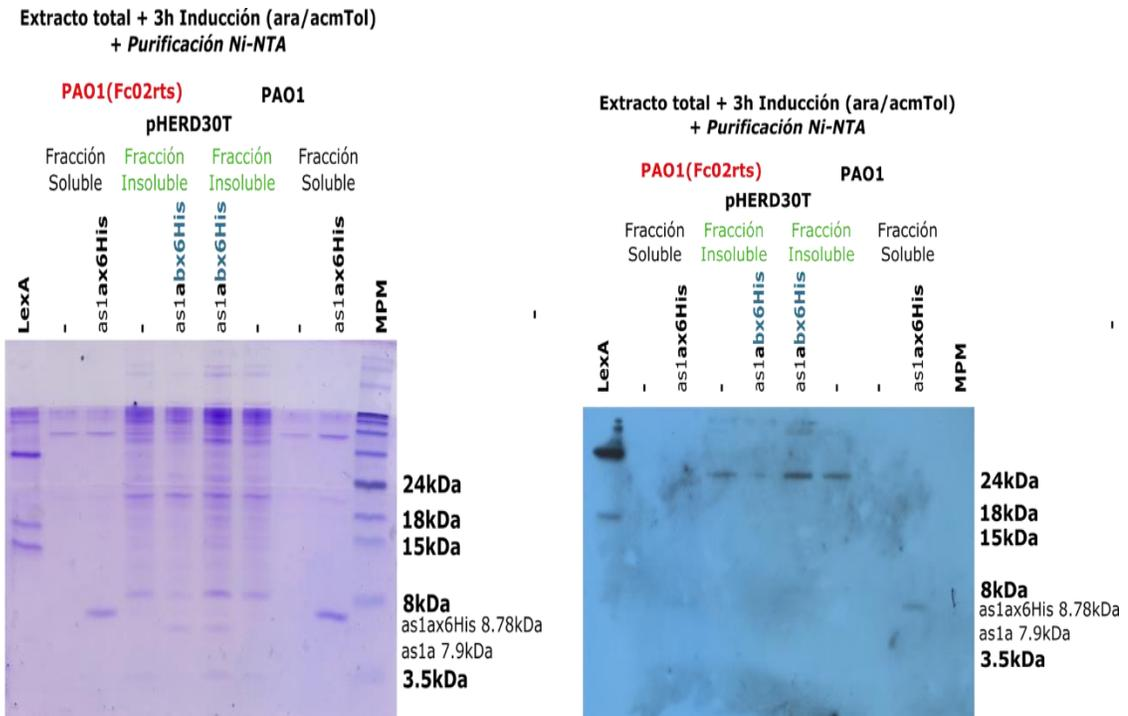 Extracto total + 3h Inducción (ara/acmTol)
+ Purificación Ni-NTA
PAO1(Fc02rts) PAO1
pHERD30T
Fracción Fracción Fracción Fracción
Soluble Insoluble Insoluble Soluble
LexA
-
as1ax6His
-
as1abx6His
as1abx6His
-
-
as1ax6His
MPM
24kDa
18kDa
15kDa
8kDa
as1ax6His 8.78kDa
as1a 7.9kDa
3.5kDa
-
Extracto total + 3h Inducción (ara/acmTol)
+ Purificación Ni-NTA
PAO1(Fc02rts) PAO1
pHERD30T
Fracción Fracción Fracción Fracción
Soluble Insoluble Insoluble Soluble
LexA
-
as1ax6His
-
as1abx6His
as1abx6His
-
-
as1ax6His
MPM
24kDa
18kDa
15kDa
8kDa
as1ax6His 8.78kDa
as1a 7.9kDa
3.5kDa
-